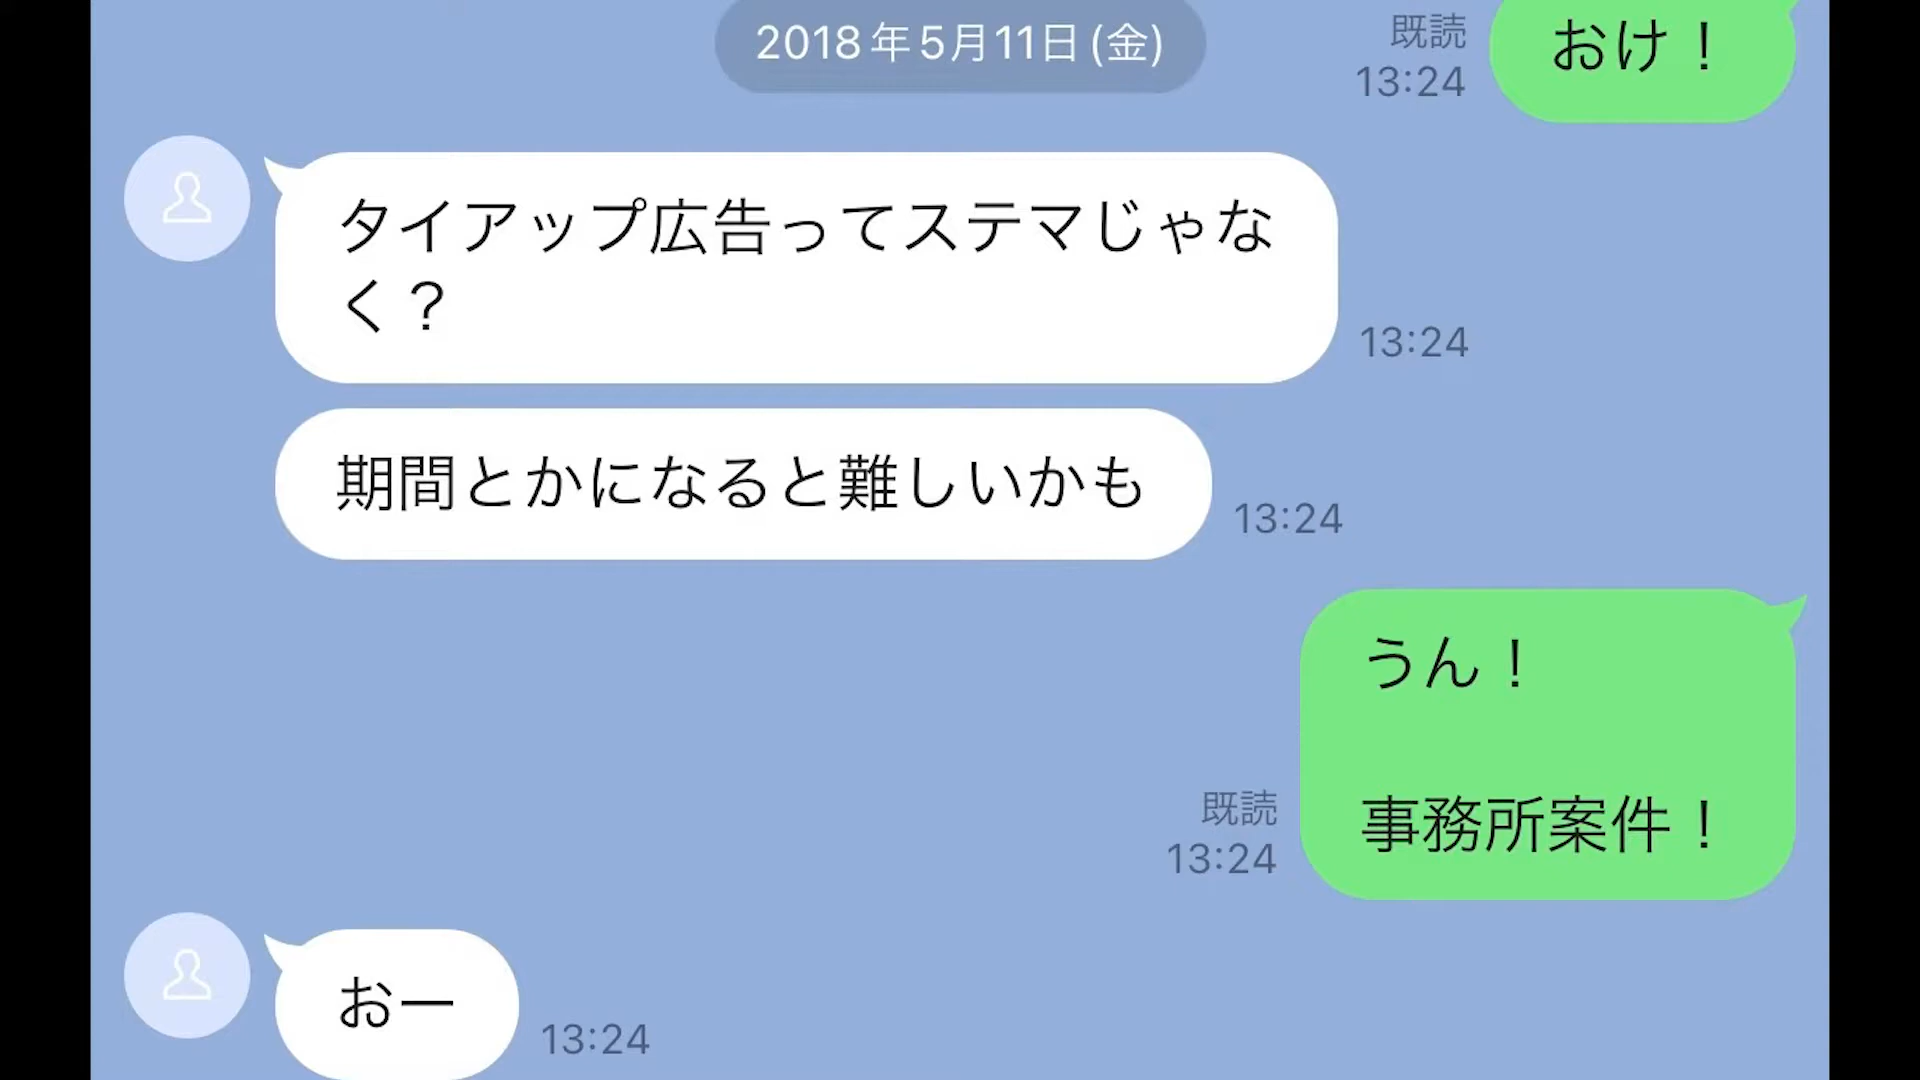 2018年5月11日(金)
おけ！
既読
13:24
タイアップ広告ってステマじゃな
く？
13:24
期間とかになると難しいかも
13:24
うん！
事務所案件！
既読
13:24
おー
13:24